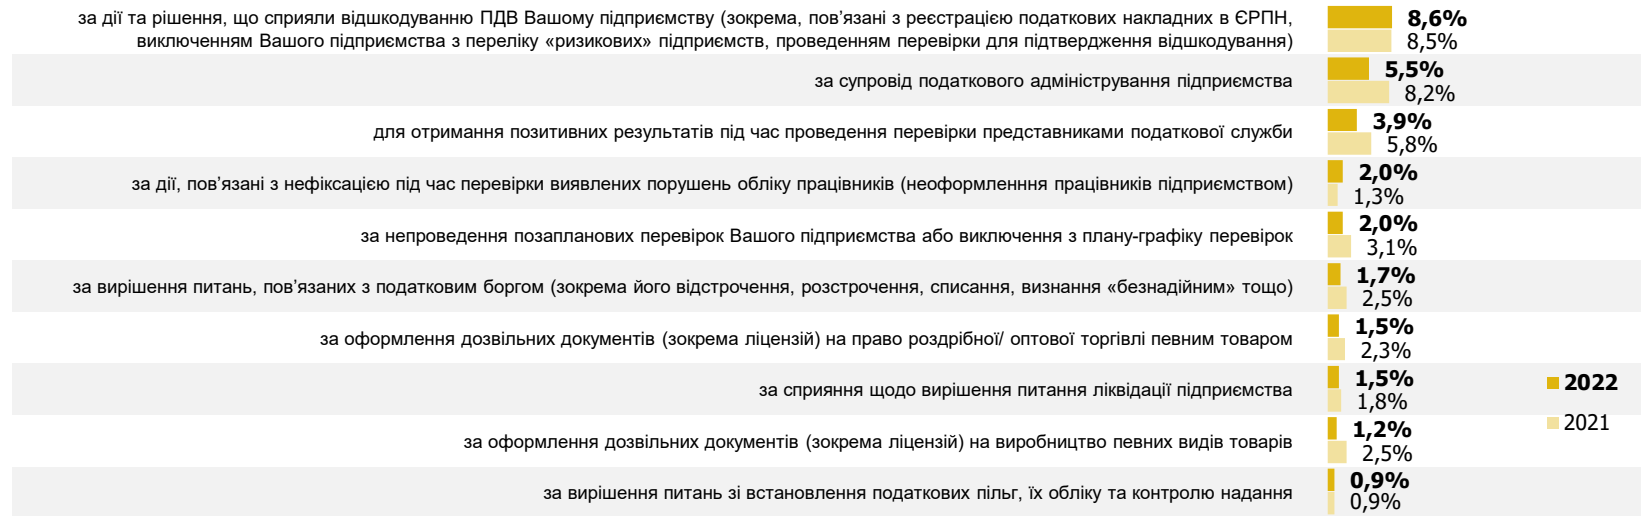 за дії та рішення, що сприяли відшкодуванню ПДВ Вашому підприємству (зокрема, пов’язані з реєстрацією податкових накладних в ЄРПН,
виключенням Вашого підприємства з переліку «ризикових» підприємств, проведенням перевірки для підтвердження відшкодування)
8,6%
8,5%
за супровід податкового адміністрування підприємства
5,5%
8,2%
для отримання позитивних результатів під час проведення перевірки представниками податкової служби
3,9%
5,8%
за дії, пов’язані з нефіксацією під час перевірки виявлених порушень обліку працівників (неоформленння працівників підприємством)
2,0%
1,3%
за непроведення позапланових перевірок Вашого підприємства або виключення з плану-графіку перевірок
2,0%
3,1%
за вирішення питань, пов’язаних з податковим боргом (зокрема його відстрочення, розстрочення, списання, визнання «безнадійним» тощо)
1,7%
2,5%
за оформлення дозвільних документів (зокрема ліцензій) на право роздрібної/ оптової торгівлі певним товаром
1,5%
2,3%
за сприяння щодо вирішення питання ліквідації підприємства
1,5%
1,8%
за оформлення дозвільних документів (зокрема ліцензій) на виробництво певних видів товарів
1,2%
2,5%
за вирішення питань зі встановлення податкових пільг, їх обліку та контролю надання
0,9%
0,9%
2022
2021